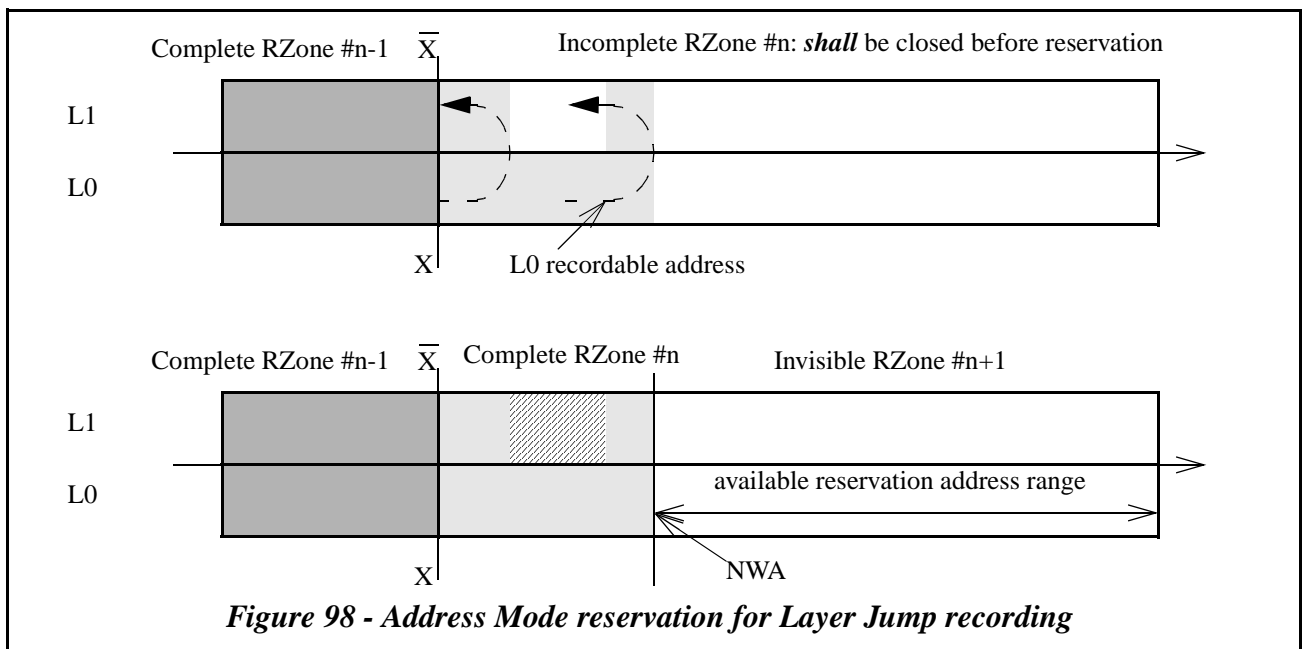 Complete RZone #n-1 X̅ Incomplete RZone #n: shall be closed before reservation
L1
L0
X L0 recordable address
Complete RZone #n-1 X̅ Complete RZone #n Invisible RZone #n+1
L1
L0
available reservation address range
X NWA
Figure 98 - Address Mode reservation for Layer Jump recording